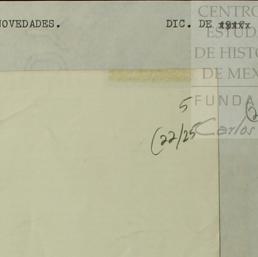 NOVEDADES. DIC. DE
CENTRO
ESTUD
DE HISTO
DE MEX
FUNDA
Carlos
5
(22/25